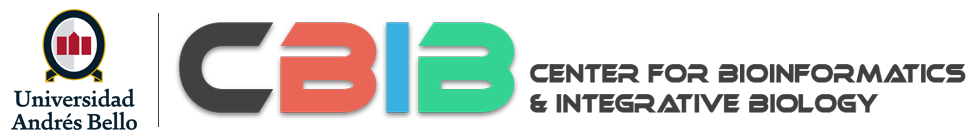 Universidad
Andrés Bello
CBIB
CENTER FOR BIOINFORMATICS
& INTEGRATIVE BIOLOGY